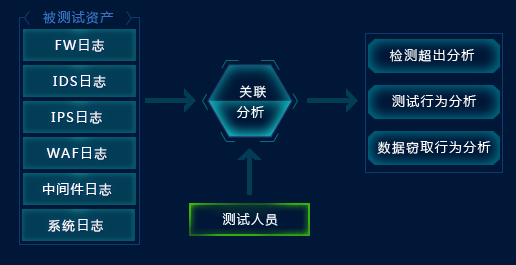 被测试资产
FW日志
IDS日志
IPS日志
WAF日志
中间件日志
系统日志
关联
分析
测试人员
检测超出分析
测试行为分析
数据窃取行为分析